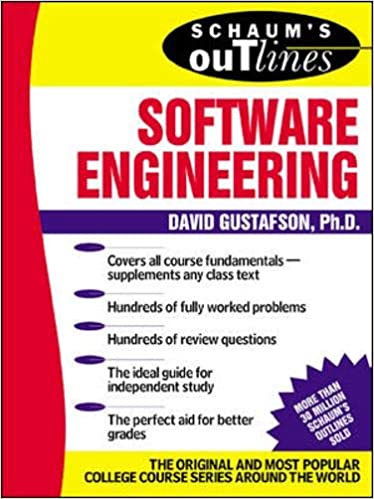 SCHAUM'S
ouTlines
SOFTWARE
ENGINEERING
DAVID GUSTAFSON, Ph.D.
Covers all course fundamentals—
supplements any class text
Hundreds of fully worked problems
Hundreds of review questions
The ideal guide for
independent study
The perfect aid for better
grades
MORE THAN
38 MILLION
SCHAUM'S
OUTLINES
SOLD
THE ORIGINAL AND MOST POPULAR
COLLEGE COURSE SERIES AROUND THE WORLD